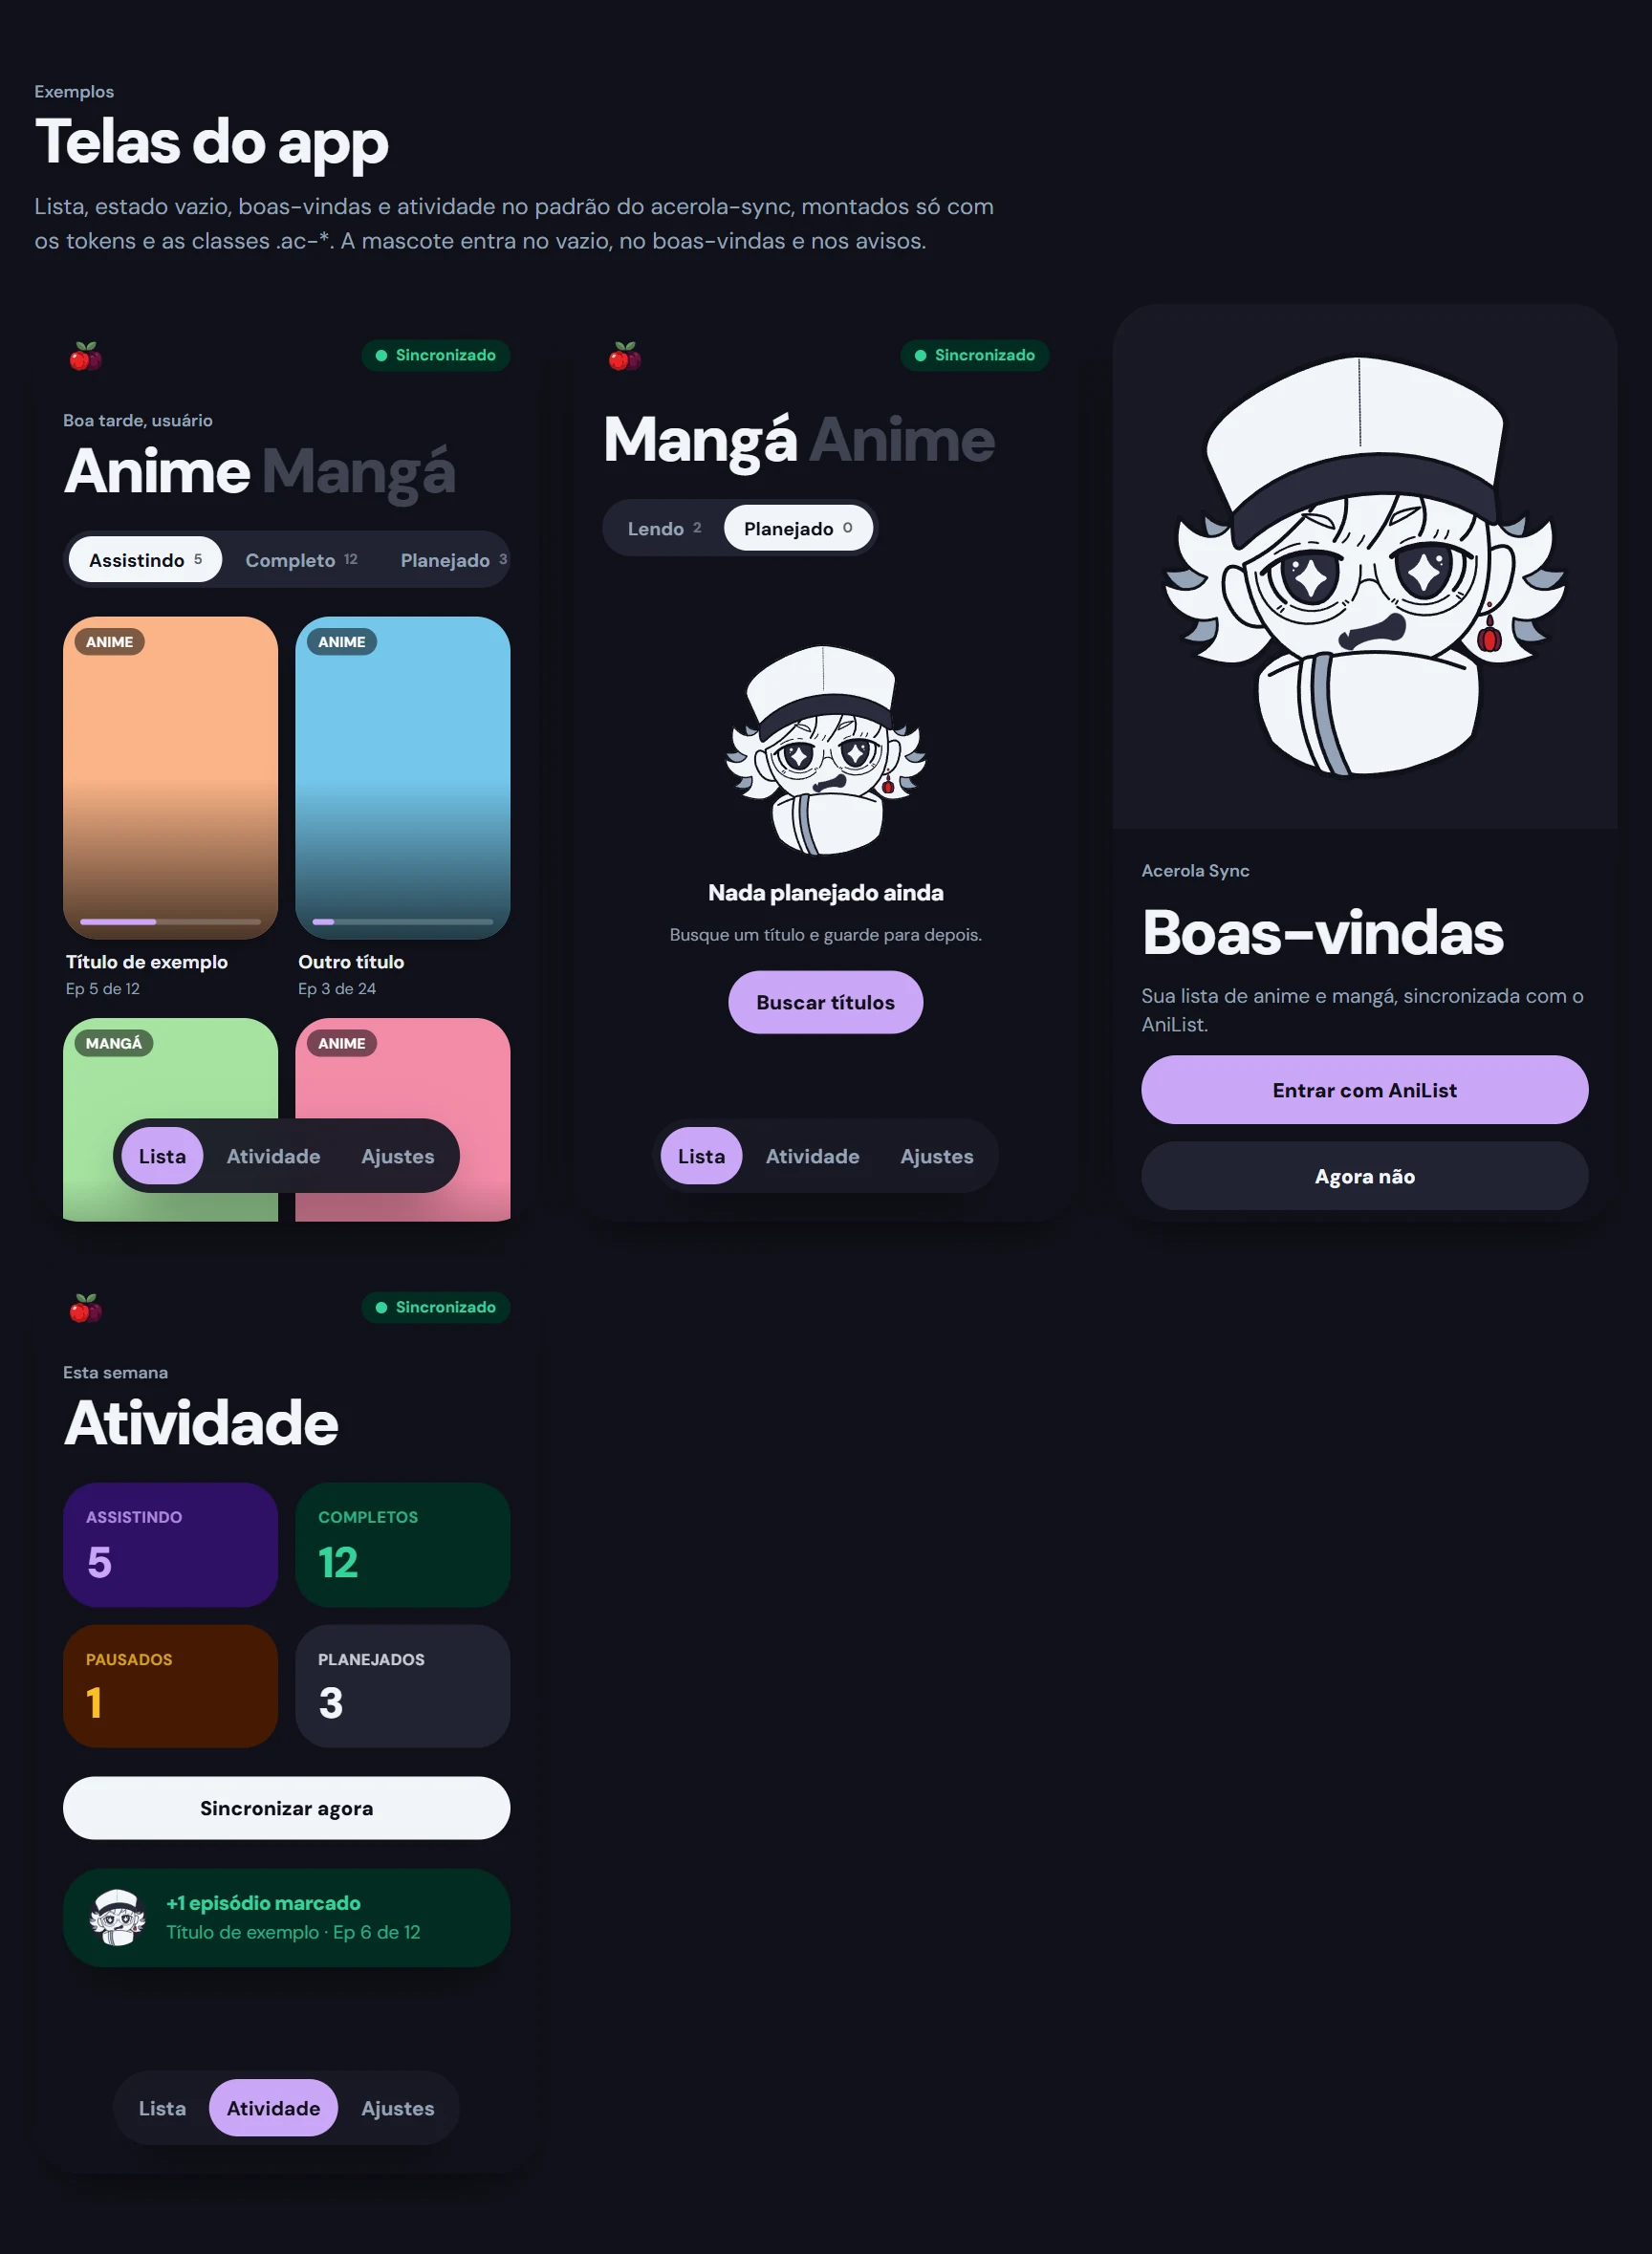 Exemplos
Telas do app
Lista, estado vazio, boas-vindas e atividade no padrão do acerola-sync, montados só com
os tokens e as classes .ac-*. A mascote entra no vazio, no boas-vindas e nos avisos.
Sincronizado
Boa tarde, usuário
Anime Mangá
Assistindo 5 Completo 12 Planejado 3
ANIME
ANIME
Título de exemplo
Ep 5 de 12
Outro título
Ep 3 de 24
MANGÁ
ANIME
Lista Atividade Ajustes
Sincronizado
Mangá Anime
Lendo 2 Planejado 0
Nada planejado ainda
Busque um título e guarde para depois.
Buscar títulos
Lista Atividade Ajustes
Acerola Sync
Boas-vindas
Sua lista de anime e mangá, sincronizada com o
AniList.
Entrar com AniList
Agora não
Sincronizado
Esta semana
Atividade
ASSISTINDO
5
COMPLETOS
12
PAUSADOS
1
PLANEJADOS
3
Sincronizar agora
+1 episódio marcado
Título de exemplo · Ep 6 de 12
Lista Atividade Ajustes